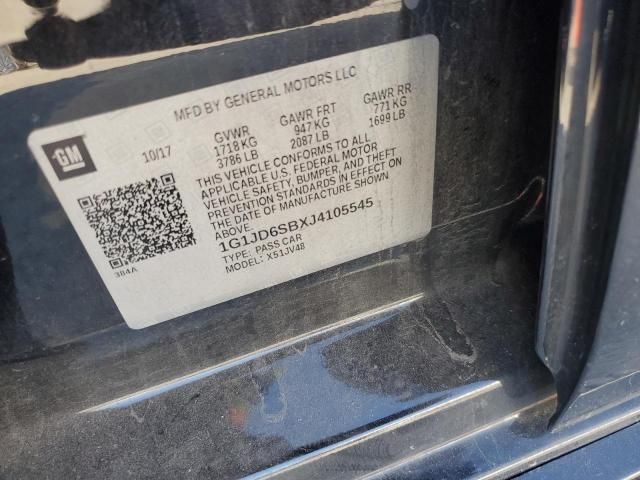 MFD BY GENERAL MOTORS LLC
GM
10/17
GVWR
1718 KG
3786 LB
GAWR FRT
947 KG
2087 LB
GAWR RR
771 KG
1699 LB
THIS VEHICLE CONFORMS TO ALL
APPLICABLE U.S. FEDERAL MOTOR
VEHICLE SAFETY, BUMPER, AND THEFT
PREVENTION STANDARDS IN EFFECT ON
THE DATE OF MANUFACTURE SHOWN
ABOVE.
1G1JD6SBXJ4105545
TYPE: PASS CAR
MODEL: X51JV48
384A